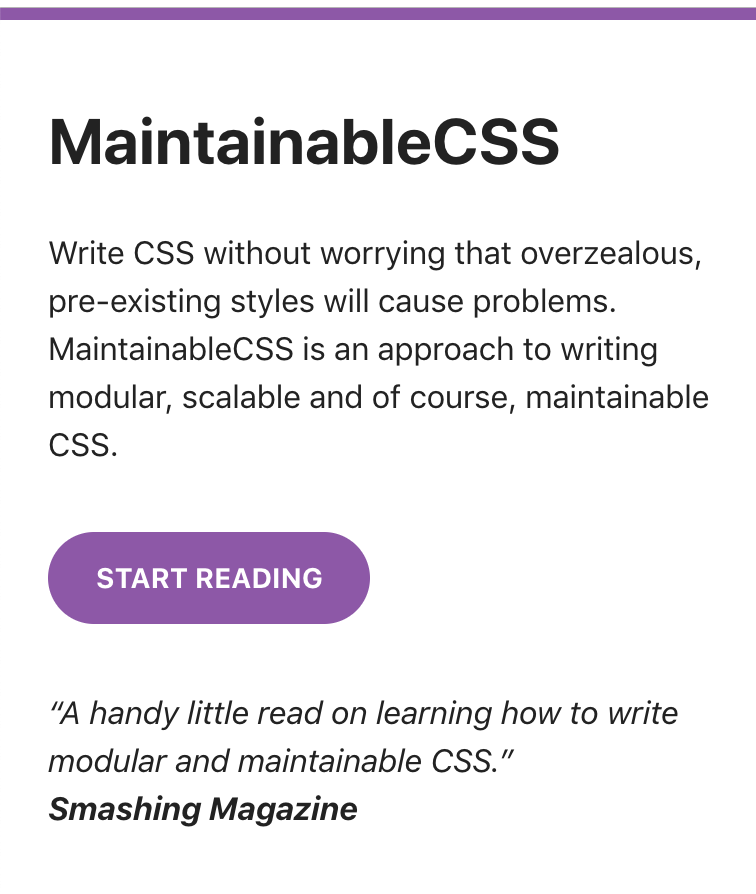 MaintainableCSS
Write CSS without worrying that overzealous,
pre-existing styles will cause problems.
MaintainableCSS is an approach to writing
modular, scalable and of course, maintainable
CSS.
START READING
“A handy little read on learning how to write
modular and maintainable CSS.”
Smashing Magazine